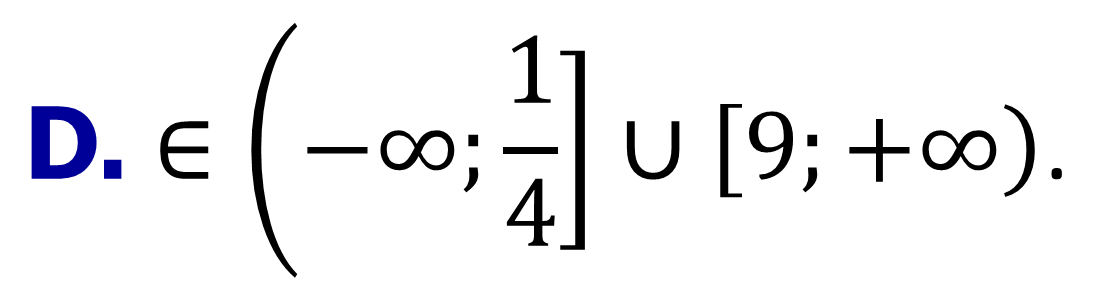 D. ∈ (−∞; 1/4] ∪ [9; +∞).